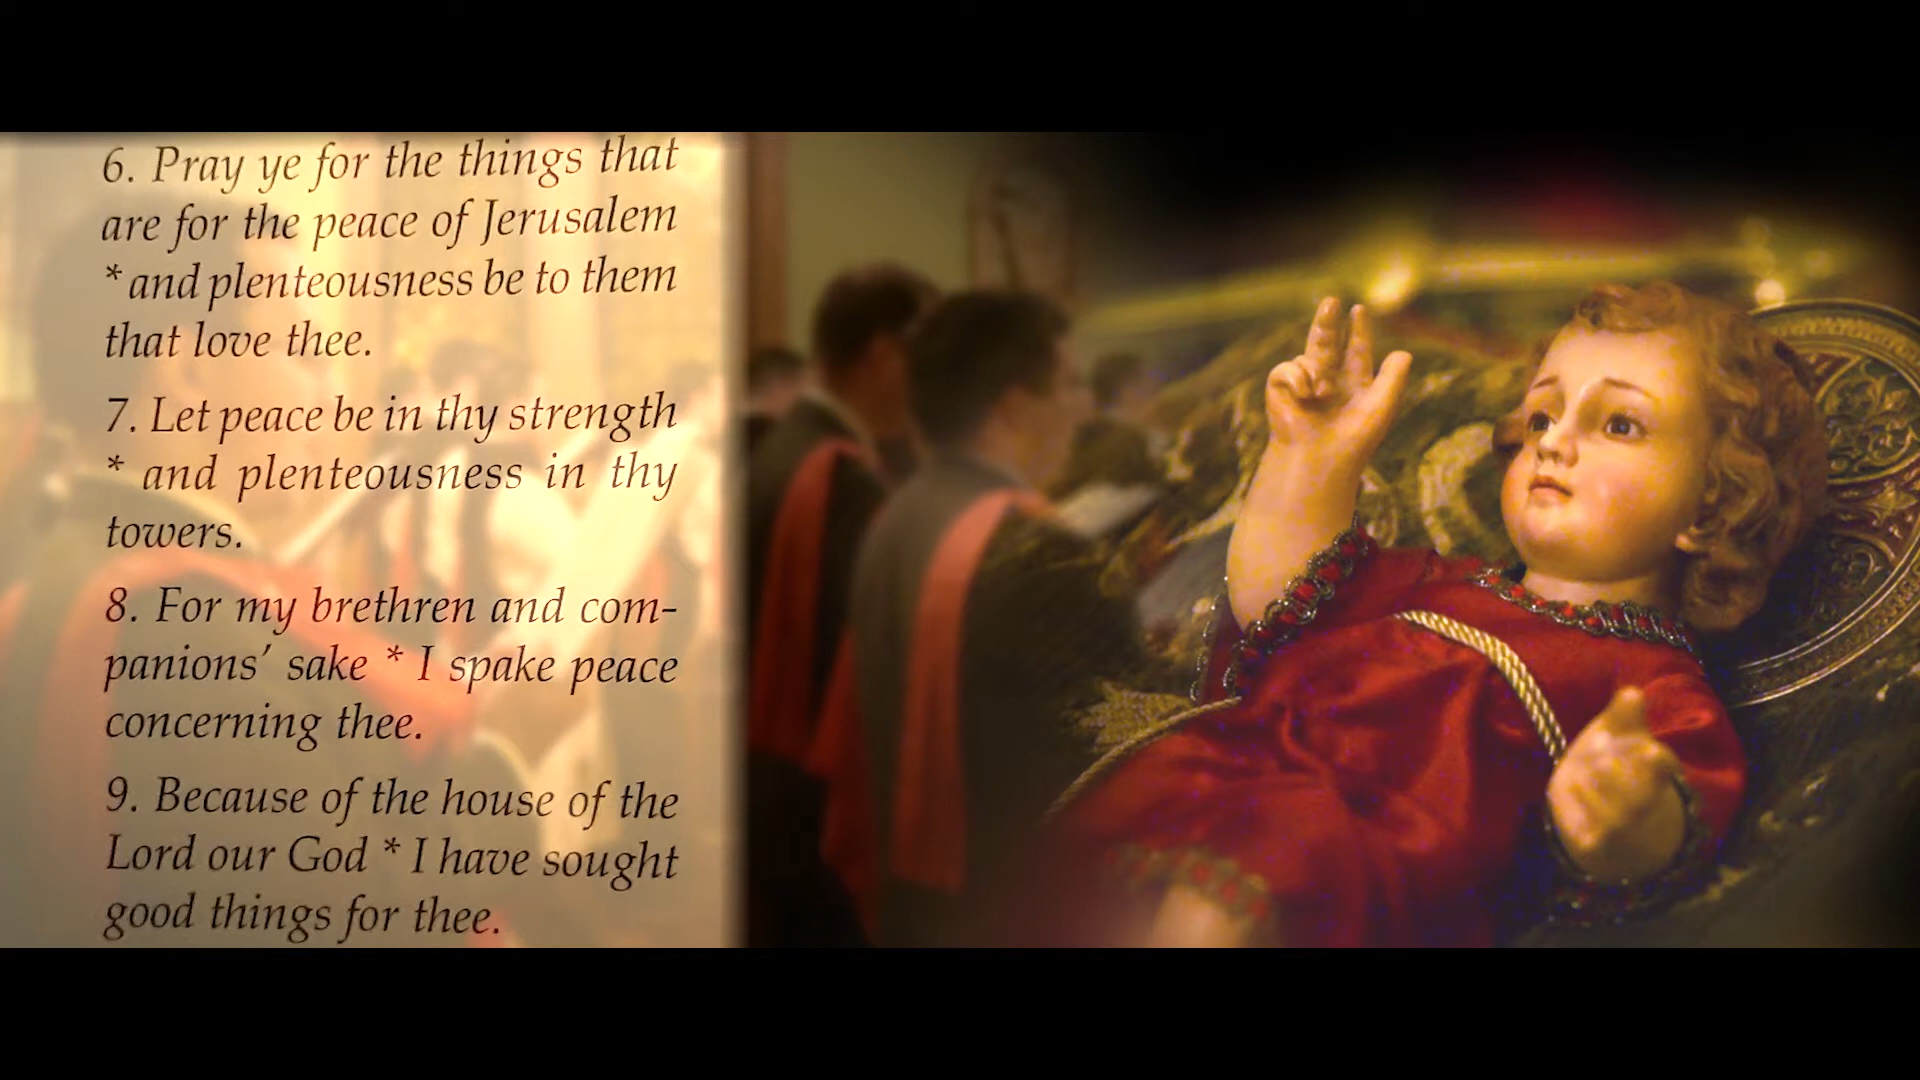 6. Pray ye for the things that
are for the peace of Jerusalem
* and plenteousness be to them
that love thee.
7. Let peace be in thy strength
* and plenteousness in thy
towers.
8. For my brethren and com-
panions’ sake * I spake peace
concerning thee.
9. Because of the house of the
Lord our God * I have sought
good things for thee.